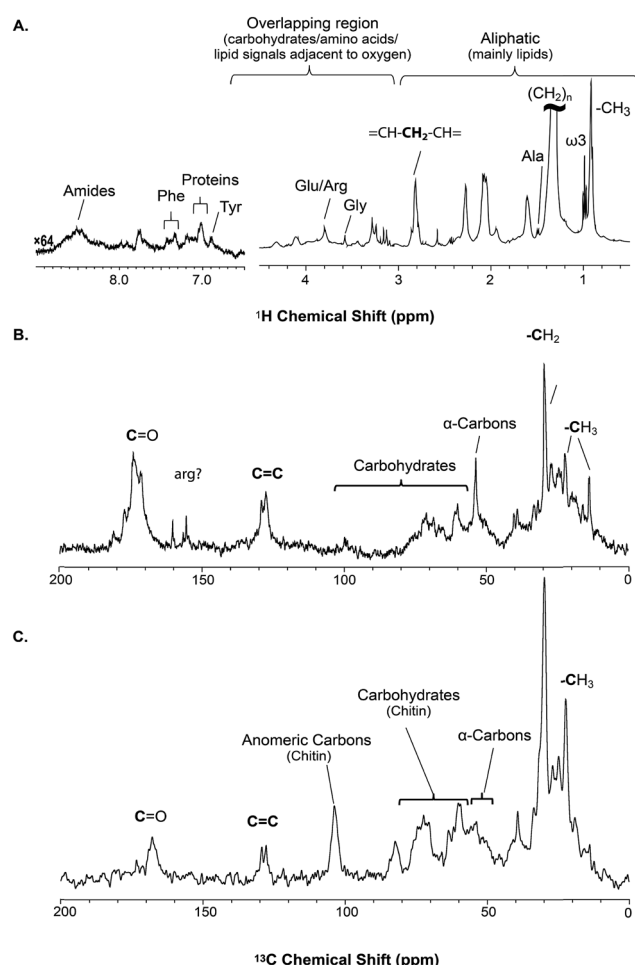 A.
Overlapping region
(carbohydrates/amino acids/
lipid signals adjacent to oxygen)
Aliphatic
(mainly lipids)
(CH2)n
-CH3
=CH-CH2-CH=
ω3
Ala
Glu/Arg
Gly
Proteins
Amides
Phe
Tyr
×64
8.0 7.0 4 3 2 1
1H Chemical Shift (ppm)
B.
-CH2
C=O
α-Carbons
-CH3
arg?
C=C
Carbohydrates
200 150 100 50 0
C.
-CH3
Carbohydrates
(Chitin)
α-Carbons
Anomeric Carbons
(Chitin)
C=O
C=C
200 150 100 50 0
13C Chemical Shift (ppm)